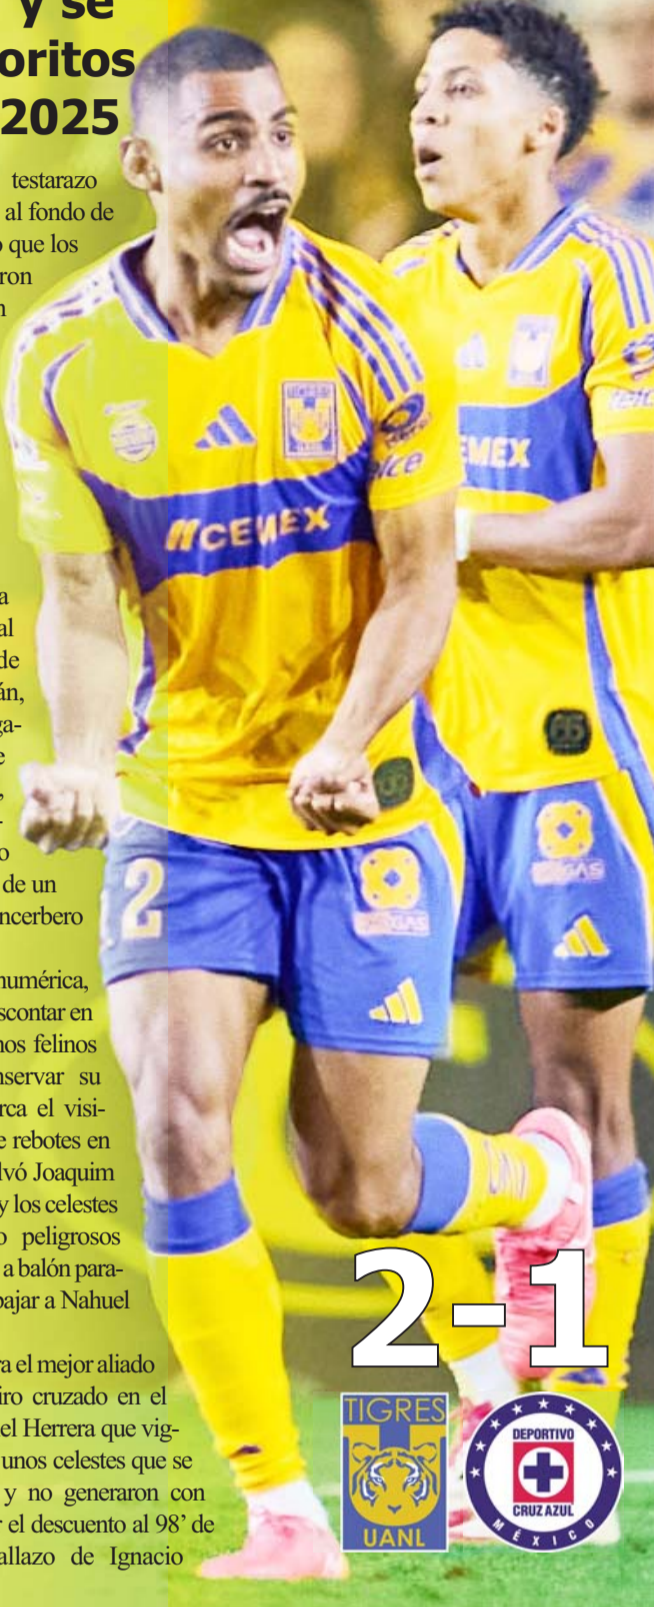 y se
oritos
2025
testarazo
al fondo de
o que los
ron
n
a
al
de
án,
ga-
e
,
-
o
de un
ncerbero
numérica,
scontar en
nos felinos
nservar su
rca el visi-
e rebotes en
lvó Joaquim
y los celestes
o peligrosos
a balón para-
bajar a Nahuel
ra el mejor aliado
iro cruzado en el
el Herrera que vig-
unos celestes que se
y no generaron con
r el descuento al 98’ de
allazo de Ignacio
CEMEX
EMEX
telce
2
2-1
TIGRES
UANL
DEPORTIVO
CRUZ AZUL
MÉXICO